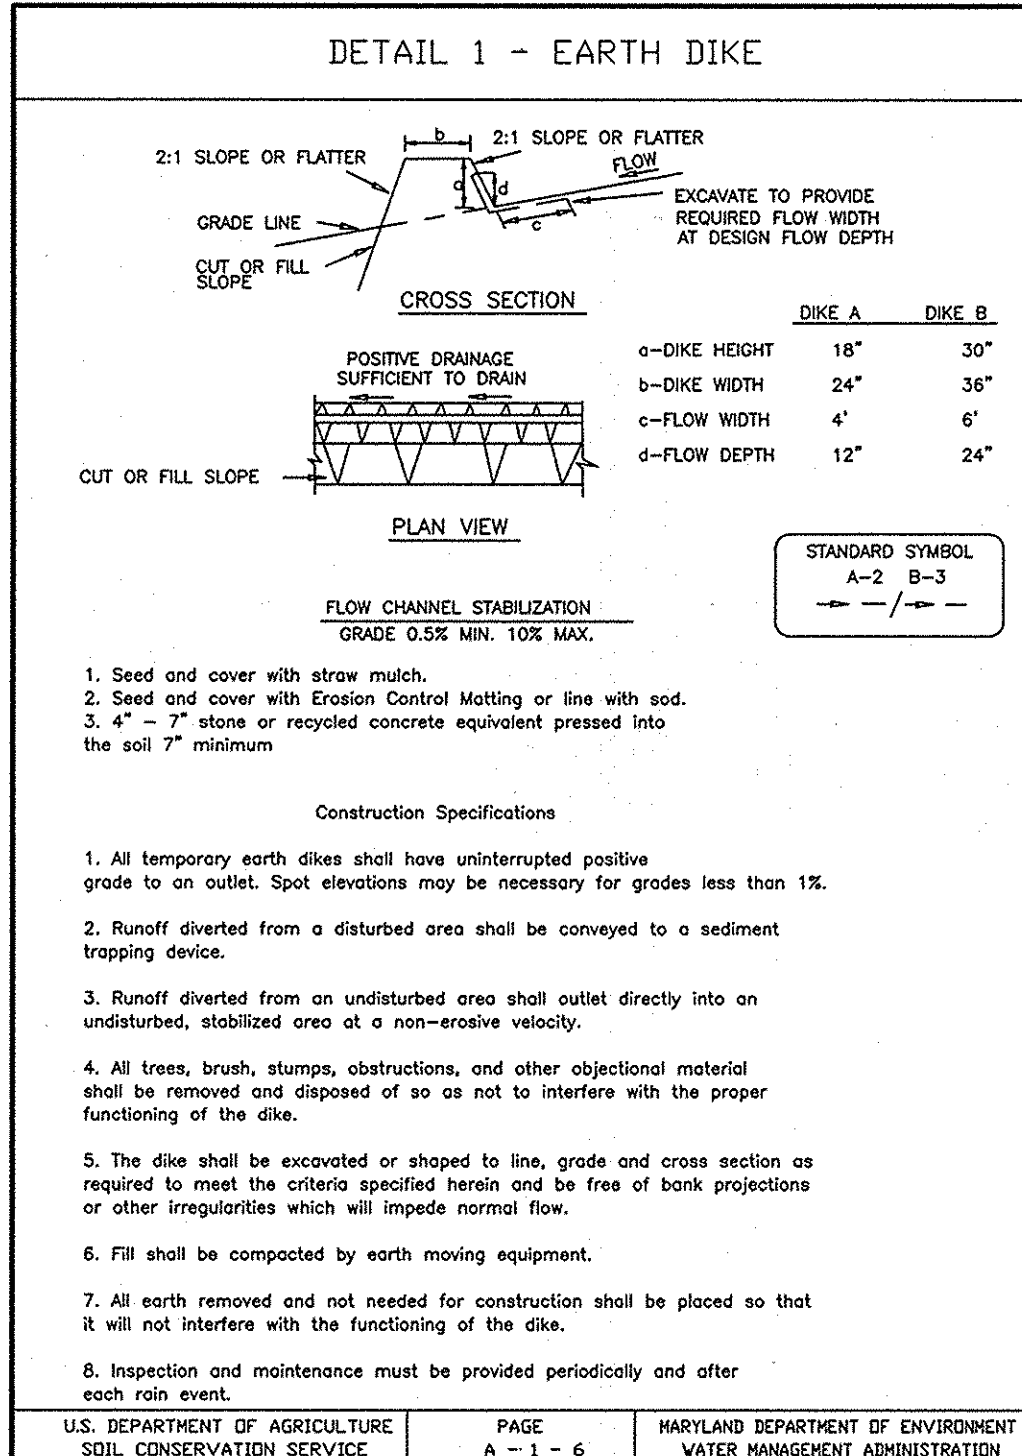 DETAIL 1 - EARTH DIKE
b
2:1 SLOPE OR FLATTER
2:1 SLOPE OR FLATTER
FLOW
a
d
EXCAVATE TO PROVIDE
REQUIRED FLOW WIDTH
AT DESIGN FLOW DEPTH
GRADE LINE
c
CUT OR FILL
SLOPE
CROSS SECTION
DIKE A DIKE B
a-DIKE HEIGHT 18" 30"
b-DIKE WIDTH 24" 36"
c-FLOW WIDTH 4' 6'
d-FLOW DEPTH 12" 24"
POSITIVE DRAINAGE
SUFFICIENT TO DRAIN
CUT OR FILL SLOPE
PLAN VIEW
STANDARD SYMBOL
A-2 B-3
FLOW CHANNEL STABILIZATION
GRADE 0.5% MIN. 10% MAX.
1. Seed and cover with straw mulch.
2. Seed and cover with Erosion Control Matting or line with sod.
3. 4" - 7" stone or recycled concrete equivalent pressed into
the soil 7" minimum
Construction Specifications
1. All temporary earth dikes shall have uninterrupted positive
grade to an outlet. Spot elevations may be necessary for grades less than 1%.
2. Runoff diverted from a disturbed area shall be conveyed to a sediment
trapping device.
3. Runoff diverted from an undisturbed area shall outlet directly into an
undisturbed, stabilized area at a non-erosive velocity.
4. All trees, brush, stumps, obstructions, and other objectional material
shall be removed and disposed of so as not to interfere with the proper
functioning of the dike.
5. The dike shall be excavated or shaped to line, grade and cross section as
required to meet the criteria specified herein and be free of bank projections
or other irregularities which will impede normal flow.
6. Fill shall be compacted by earth moving equipment.
7. All earth removed and not needed for construction shall be placed so that
it will not interfere with the functioning of the dike.
8. Inspection and maintenance must be provided periodically and after
each rain event.
U.S. DEPARTMENT OF AGRICULTURE
SOIL CONSERVATION SERVICE
PAGE
A - 1 - 6
MARYLAND DEPARTMENT OF ENVIRONMENT
WATER MANAGEMENT ADMINISTRATION